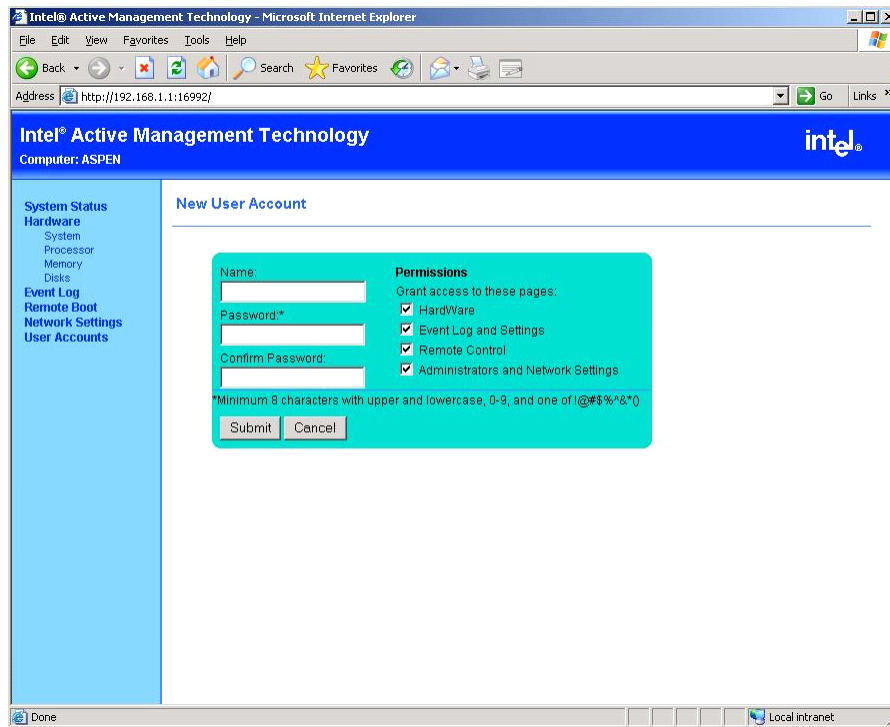 Intel® Active Management Technology - Microsoft Internet Explorer
File Edit View Favorites Tools Help
Back Search Favorites
Address http://192.168.1.1:16992/ Go Links »
Intel® Active Management Technology
Computer: ASPEN
intel®
System Status
Hardware
System
Processor
Memory
Disks
Event Log
Remote Boot
Network Settings
User Accounts
New User Account
Name:
Password:*
Confirm Password:
Permissions
Grant access to these pages:
HardWare
Event Log and Settings
Remote Control
Administrators and Network Settings
*Minimum 8 characters with upper and lowercase, 0-9, and one of !@#$%^&*()
Submit Cancel
Done Local intranet